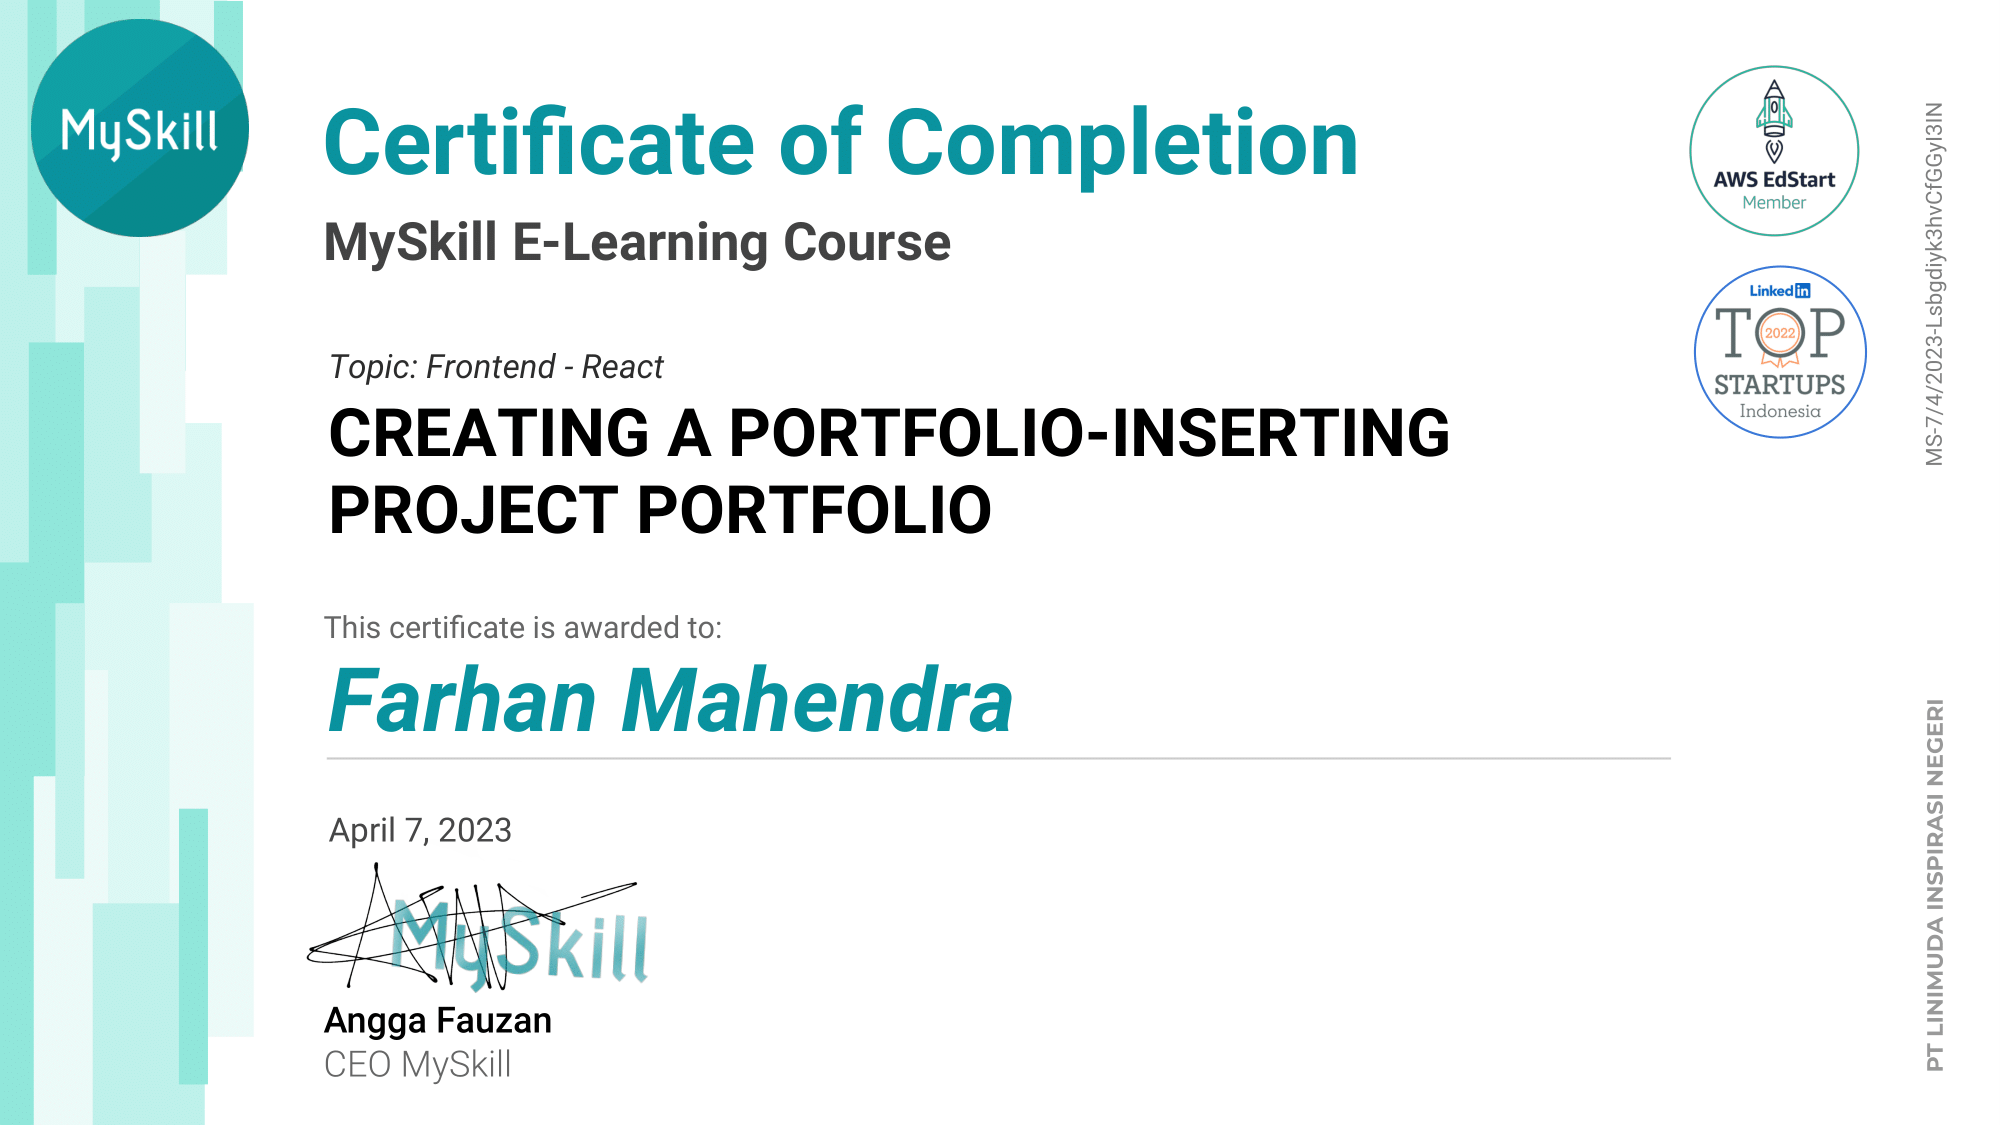 MySkill
Certificate of Completion
MySkill E-Learning Course
Topic: Frontend - React
CREATING A PORTFOLIO-INSERTING
PROJECT PORTFOLIO
This certificate is awarded to:
Farhan Mahendra
April 7, 2023
MySkill
Angga Fauzan
CEO MySkill
AWS EdStart
Member
Linked in
TOP
2022
STARTUPS
Indonesia
MS-7/4/2023-Lsbgdiyk3hvCfGGyI3IN
PT LINIMUDA INSPIRASI NEGERI